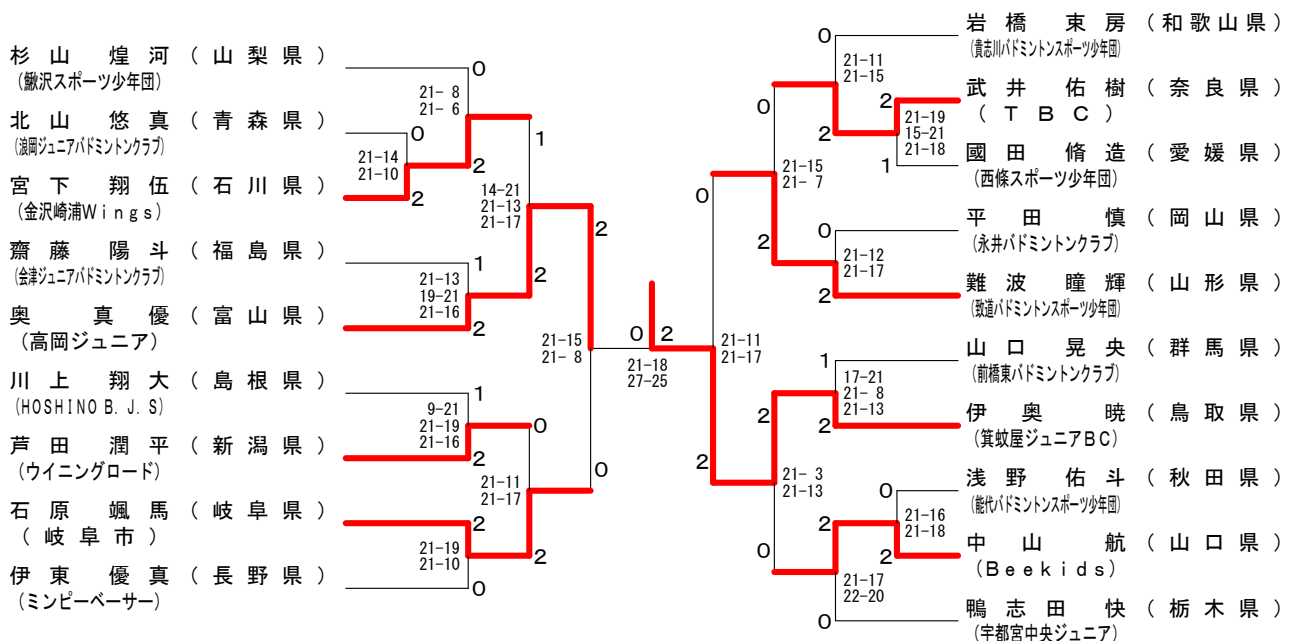 杉山 煌河 (山梨県)
(鰍沢スポーツ少年団)
北山 悠真 (青森県)
(浪岡ジュニアバドミントンクラブ)
宮下 翔伍 (石川県)
(金沢崎浦Wings)
齋藤 陽斗 (福島県)
(会津ジュニアバドミントンクラブ)
奥 真優 (富山県)
(高岡ジュニア)
川上 翔大 (島根県)
(HOSHINO B.J.S)
芦田 潤平 (新潟県)
(ウイニングロード)
石原 颯馬 (岐阜県)
(岐阜市)
伊東 優真 (長野県)
(ミンピーベーサー)
0
21- 8
21- 6
2
0
21-14
21-10
2
1
14-21
21-13
21-17
2
1
21-13
19-21
21-16
2
2
21-15
21- 8
0
1
9-21
21-19
21-16
2
0
21-11
21-17
2
2
21-19
21-10
0
0
2
21-18
27-25
0
21-11
21-17
2
0
21-15
21- 7
2
0
21-11
21-15
2
2
21-19
15-21
21-18
1
0
21-12
21-17
2
2
21- 3
21-13
0
1
17-21
21- 8
21-13
2
0
21-16
21-18
2
2
21-17
22-20
0
岩橋 東房 (和歌山県)
(貴志川バドミントンスポーツ少年団)
武井 佑樹 (奈良県)
(TBC)
國田 脩造 (愛媛県)
(西條スポーツ少年団)
平田 慎 (岡山県)
(永井バドミントンクラブ)
難波 瞳輝 (山形県)
(致道バドミントンスポーツ少年団)
山口 晃央 (群馬県)
(前橋東バドミントンクラブ)
伊奥 暁 (鳥取県)
(箕蚊屋ジュニアBC)
浅野 佑斗 (秋田県)
(能代バドミントンスポーツ少年団)
中山 航 (山口県)
(Beekids)
鴨志田 快 (栃木県)
(宇都宮中央ジュニア)